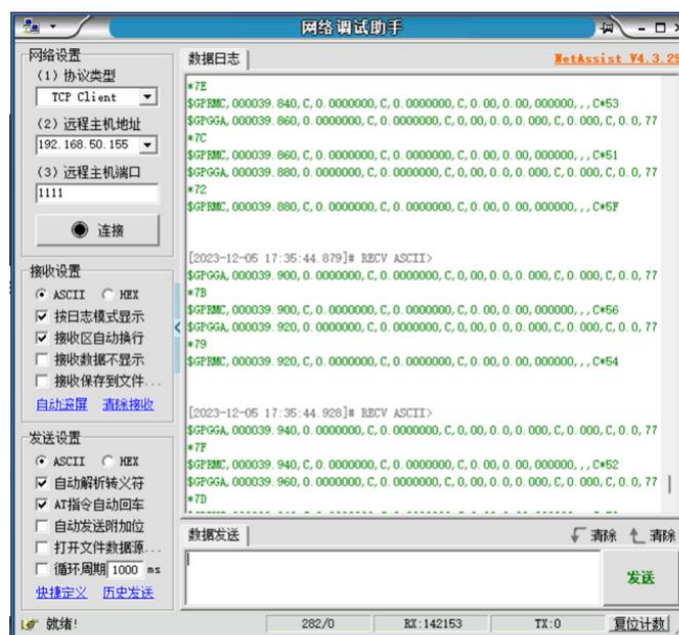 网络调试助手
网络设置
(1) 协议类型
TCP Client
(2) 远程主机地址
192.168.50.155
(3) 远程主机端口
1111
连接
接收设置
ASCII HEX
按日志模式显示
接收区自动换行
接收数据不显示
接收保存到文件...
自动滚屏 清除接收
发送设置
ASCII HEX
自动解析转义符
AT指令自动回车
自动发送附加位
打开文件数据源...
循环周期 1000 ms
快捷定义 历史发送
数据日志
NetAssist V4.3.29
*7E
$GPRMC,000039.840,C,0.0000000,C,0.0000000,C,0.00,0.00,000000,,,C*53
$GPGGA,000039.860,0.0000000,C,0.0000000,C,0,00,0.0,0.000,C,0.000,C,0.0,77
*7C
$GPRMC,000039.860,C,0.0000000,C,0.0000000,C,0.00,0.00,000000,,,C*51
$GPGGA,000039.880,0.0000000,C,0.0000000,C,0,00,0.0,0.000,C,0.000,C,0.0,77
*72
$GPRMC,000039.880,C,0.0000000,C,0.0000000,C,0.00,0.00,000000,,,C*5F
[2023-12-05 17:35:44.879]# RECV ASCII>
$GPGGA,000039.900,0.0000000,C,0.0000000,C,0,00,0.0,0.000,C,0.000,C,0.0,77
*7B
$GPRMC,000039.900,C,0.0000000,C,0.0000000,C,0.00,0.00,000000,,,C*56
$GPGGA,000039.920,0.0000000,C,0.0000000,C,0,00,0.0,0.000,C,0.000,C,0.0,77
*79
$GPRMC,000039.920,C,0.0000000,C,0.0000000,C,0.00,0.00,000000,,,C*54
[2023-12-05 17:35:44.928]# RECV ASCII>
$GPGGA,000039.940,0.0000000,C,0.0000000,C,0,00,0.0,0.000,C,0.000,C,0.0,77
*7F
$GPRMC,000039.940,C,0.0000000,C,0.0000000,C,0.00,0.00,000000,,,C*52
$GPGGA,000039.960,0.0000000,C,0.0000000,C,0,00,0.0,0.000,C,0.000,C,0.0,77
*7D
数据发送
清除 清除
发送
就绪!
282/0
RX:142153
TX:0
复位计数